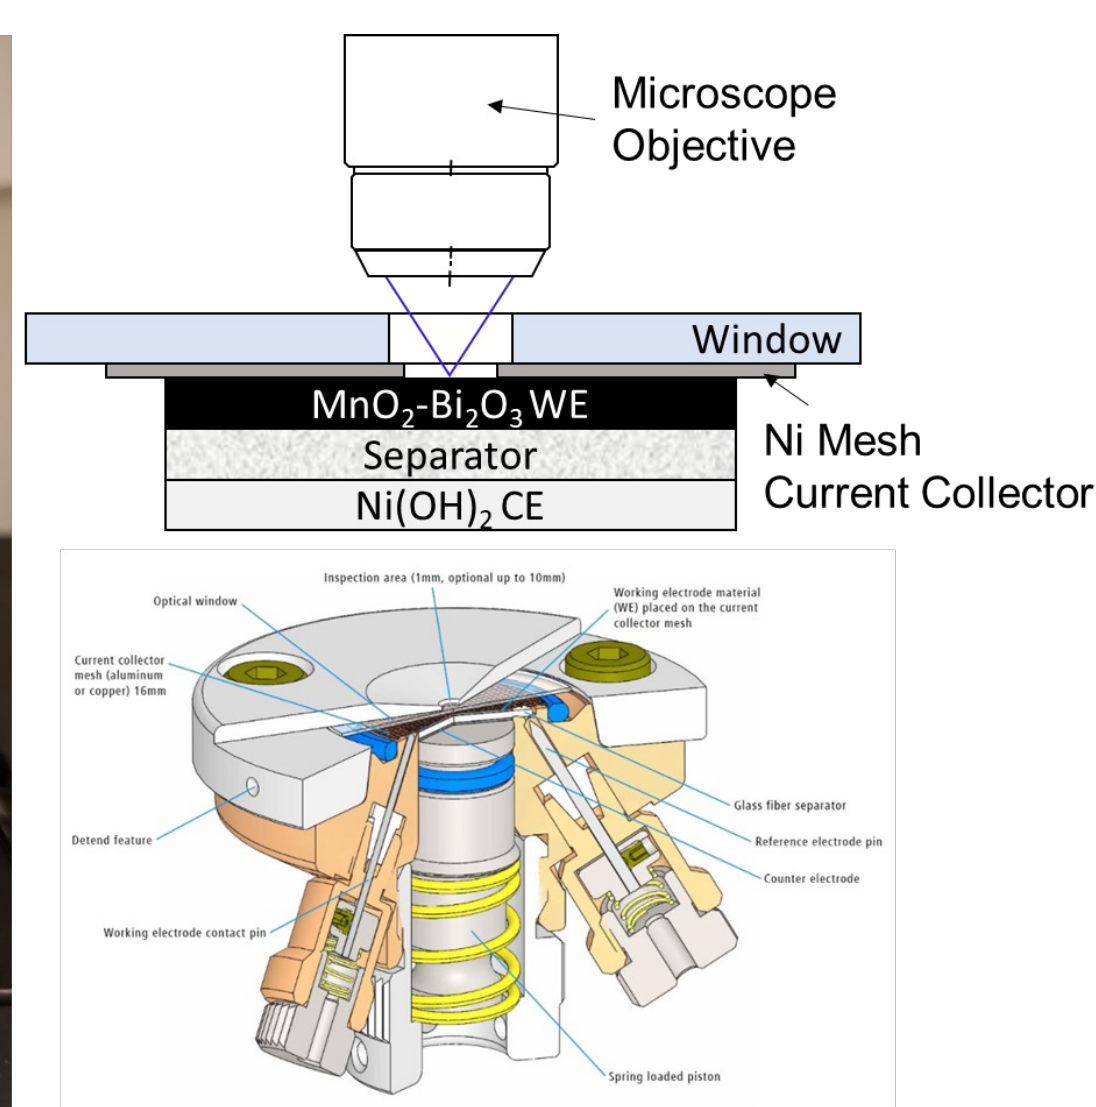 Microscope
Objective
Window
MnO₂-Bi₂O₃ WE
Separator
Ni(OH)₂ CE
Ni Mesh
Current Collector
Inspection area (1mm, optional up to 10mm)
Optical window
Working electrode material
(WE) placed on the current
collector mesh
Current collector
mesh (aluminum
or copper) 16mm
Glass fiber separator
Detend feature
Reference electrode pin
Counter electrode
Working electrode contact pin
Spring loaded piston